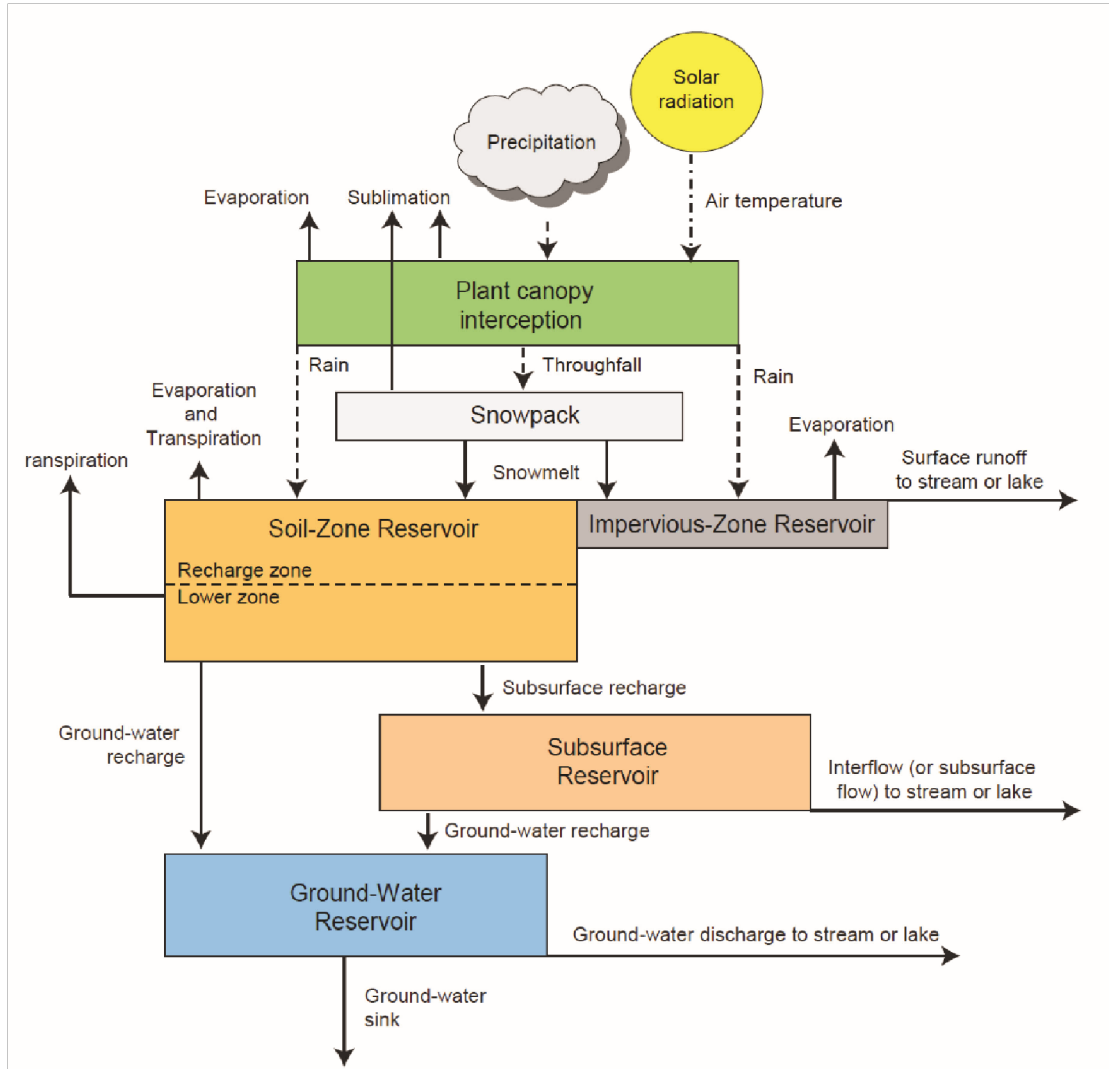 Solar
radiation
Precipitation
Evaporation
Sublimation
Air temperature
Plant canopy
interception
Rain
Throughfall
Rain
Evaporation
and
Transpiration
Snowpack
Evaporation
ranspiration
Snowmelt
Surface runoff
to stream or lake
Soil-Zone Reservoir
Impervious-Zone Reservoir
Recharge zone
Lower zone
Subsurface recharge
Ground-water
recharge
Subsurface
Reservoir
Interflow (or subsurface
flow) to stream or lake
Ground-water recharge
Ground-Water
Reservoir
Ground-water discharge to stream or lake
Ground-water
sink